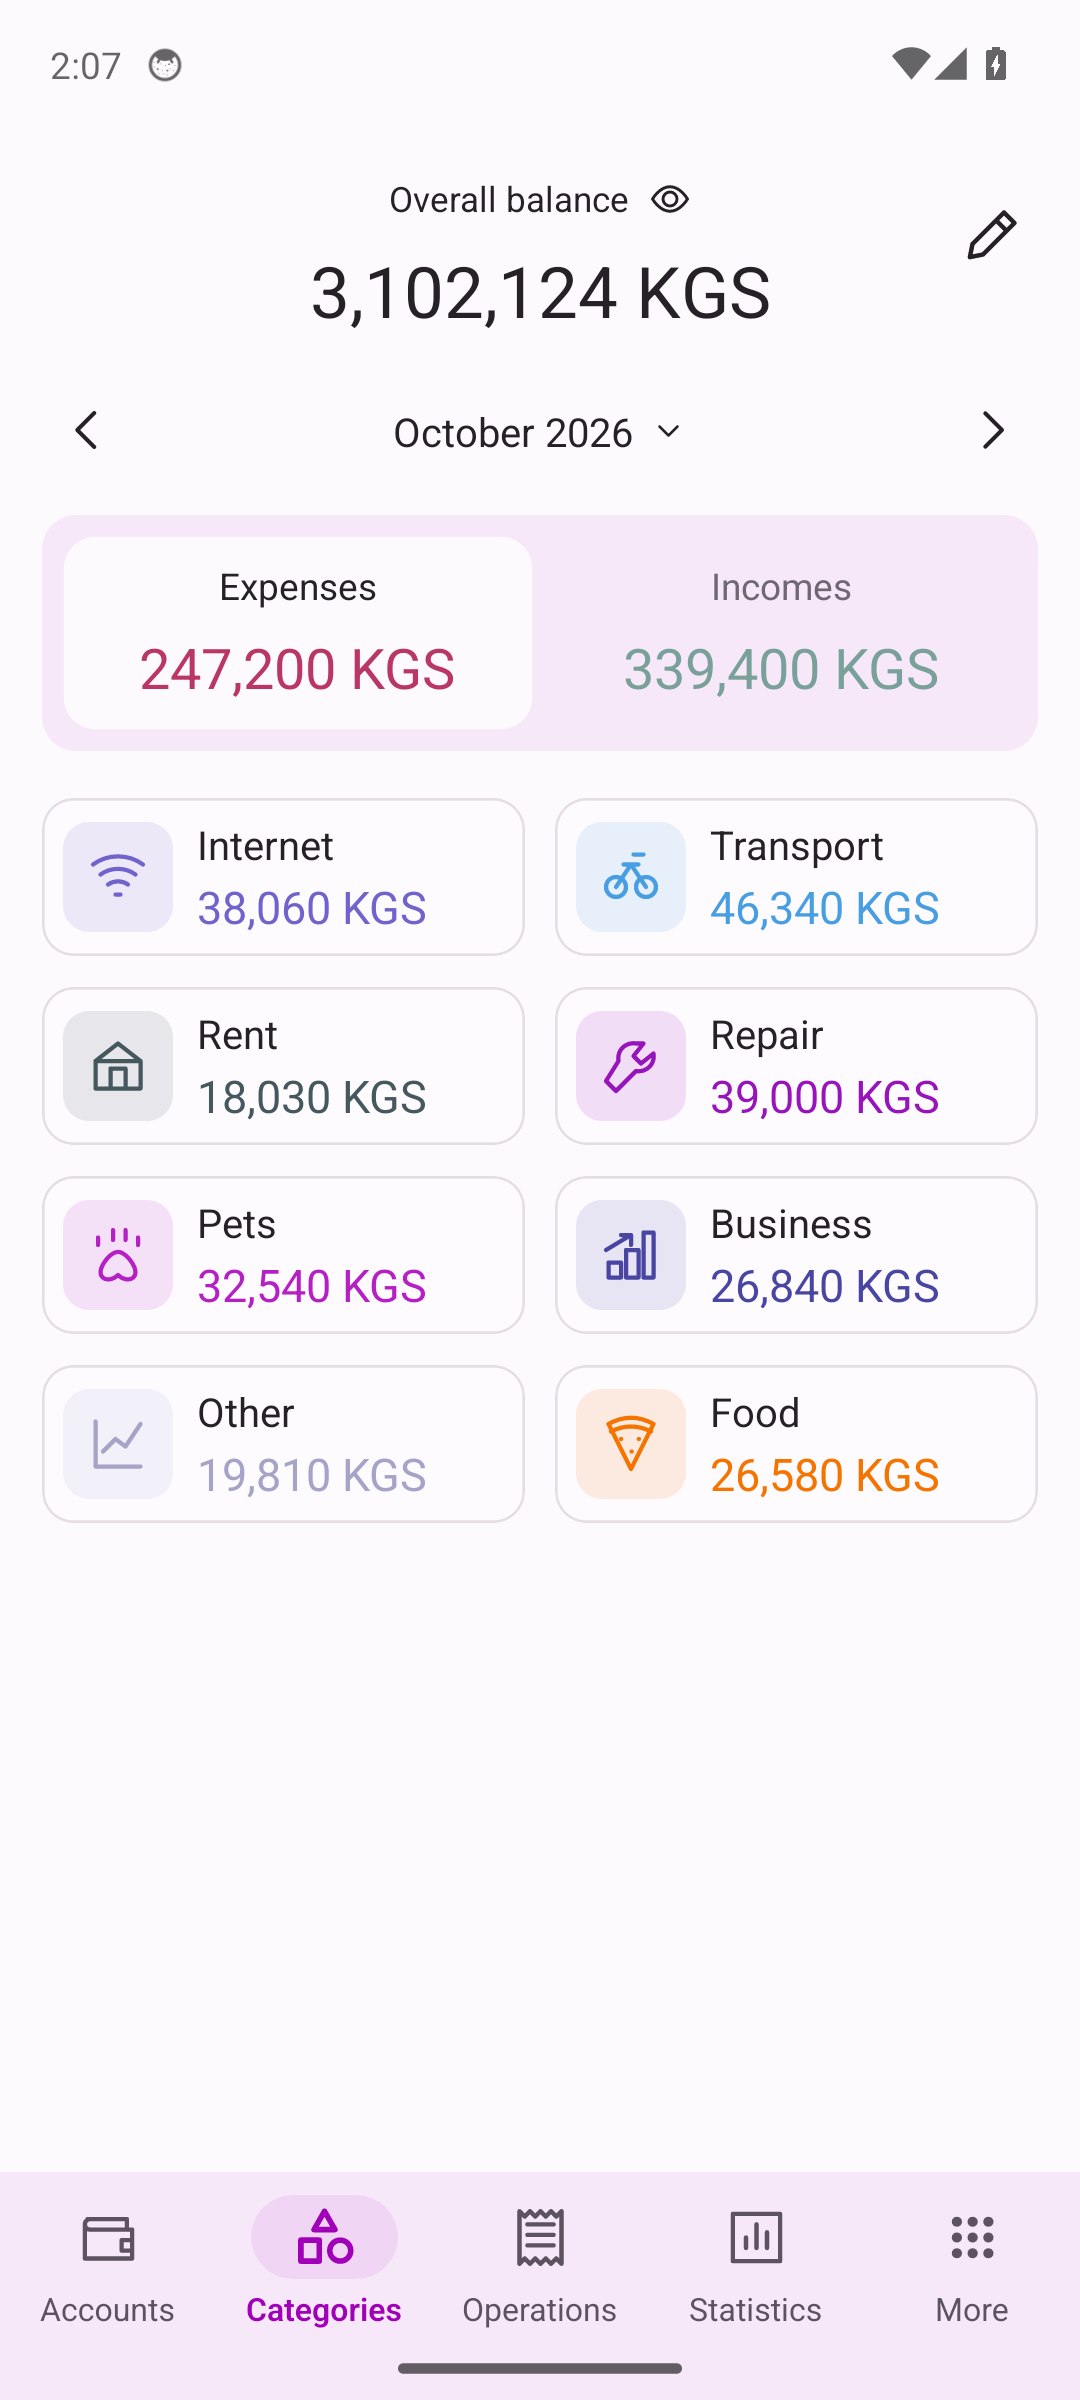 2:07
Overall balance
3,102,124 KGS
October 2026
Expenses
247,200 KGS
Incomes
339,400 KGS
Internet
38,060 KGS
Transport
46,340 KGS
Rent
18,030 KGS
Repair
39,000 KGS
Pets
32,540 KGS
Business
26,840 KGS
Other
19,810 KGS
Food
26,580 KGS
Accounts
Categories
Operations
Statistics
More